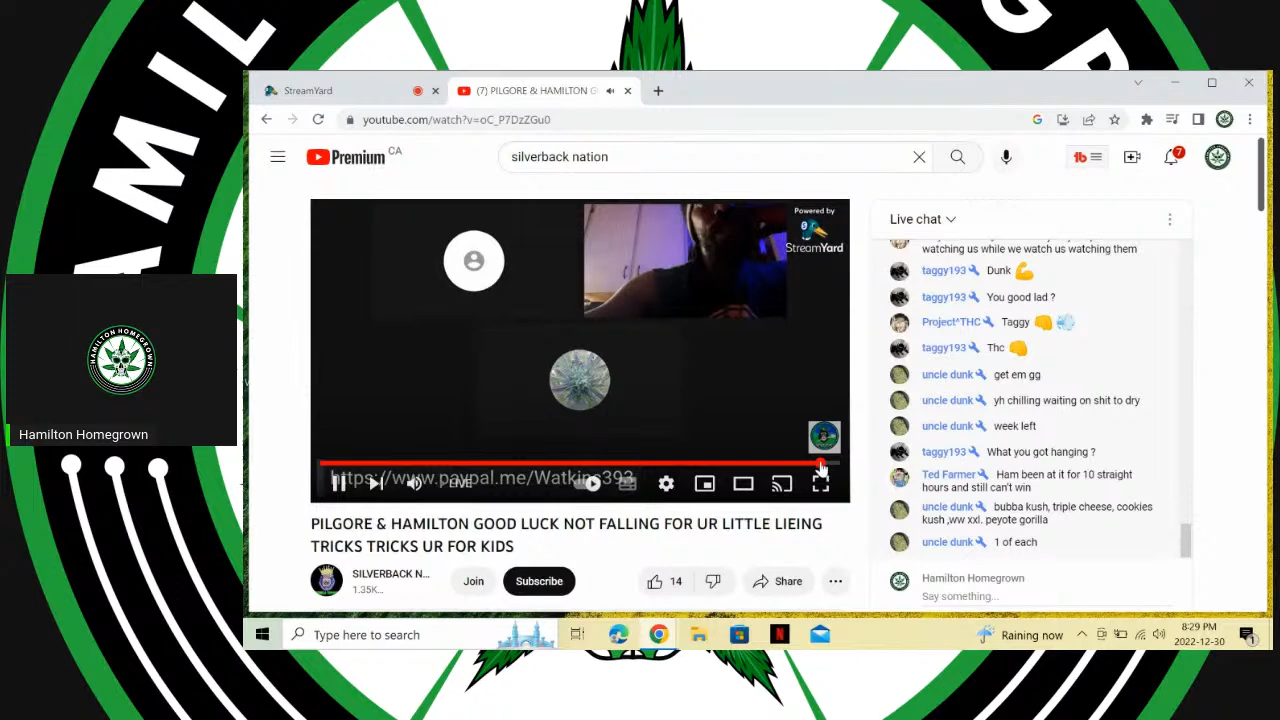 StreamYard
(7) PILGORE & HAMILTON G
youtube.com/watch?v=oC_P7DzZGu0
Premium CA
silverback nation
7
Powered by
StreamYard
https://www.paypal.me/Watkins393
LIVE
PILGORE & HAMILTON GOOD LUCK NOT FALLING FOR UR LITTLE LIEING
TRICKS TRICKS UR FOR KIDS
SILVERBACK N...
1.35K...
Join
Subscribe
14
Share
Live chat
watching us while we watch us watching them
taggy193 Dunk
taggy193 You good lad ?
Project^THC Taggy
taggy193 Thc
uncle dunk get em gg
uncle dunk yh chilling waiting on shit to dry
uncle dunk week left
taggy193 What you got hanging ?
Ted Farmer Ham been at it for 10 straight
hours and still can't win
uncle dunk bubba kush, triple cheese, cookies
kush ,ww xxl. peyote gorilla
uncle dunk 1 of each
Hamilton Homegrown
Say something...
Type here to search
Raining now
8:29 PM
2022-12-30
1
HAMILTON HOMEGROWN
Hamilton Homegrown